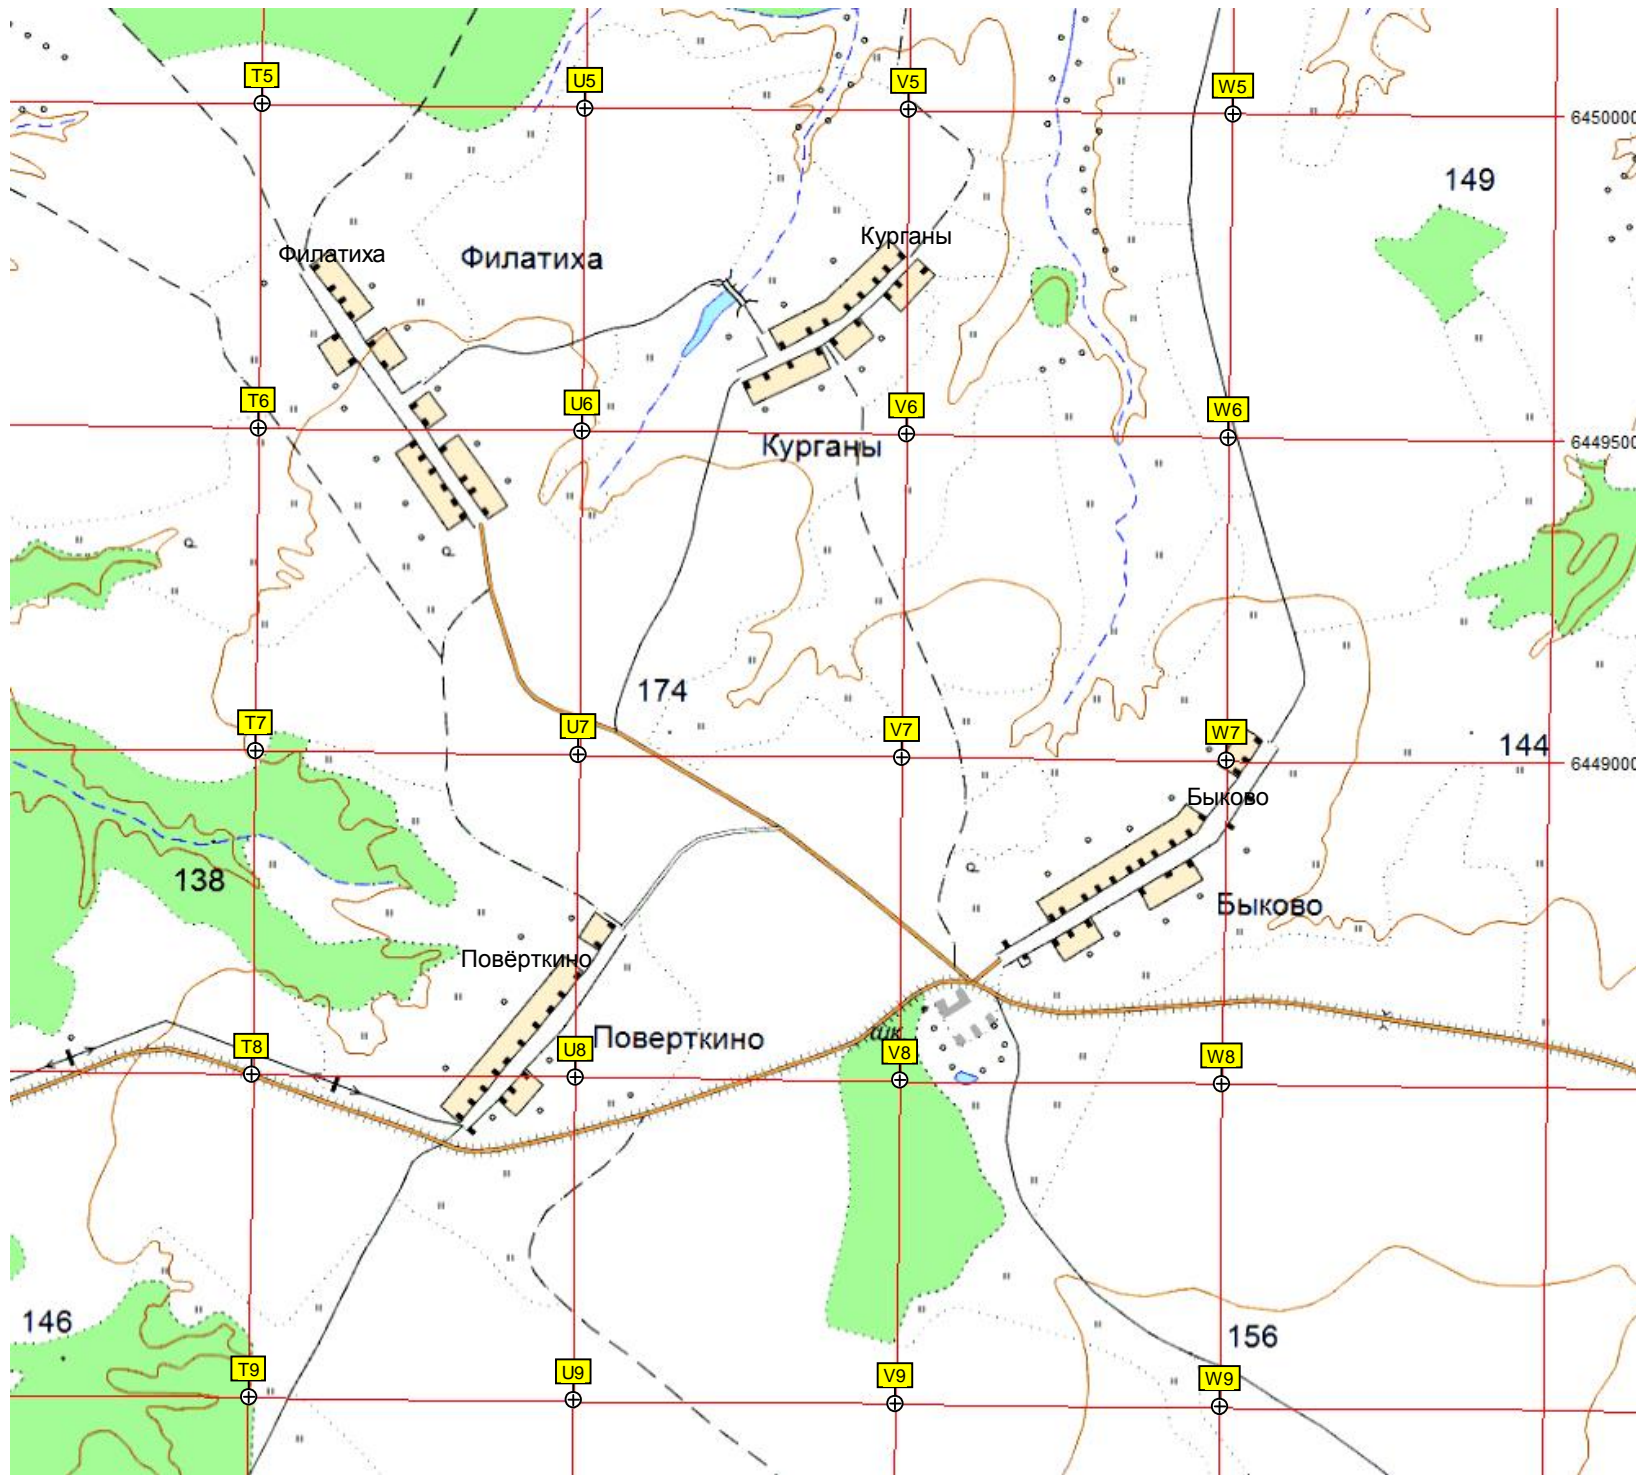 T5
U5
V5
W5
6450000
149
Филатиха
Филатиха
Курганы
T6
U6
V6
W6
6449500
Курганы
174
T7
U7
V7
W7
144
6449000
Быково
138
Быково
Повёрткино
Поверткино
T8
U8
V8
W8
146
156
T9
U9
V9
W9